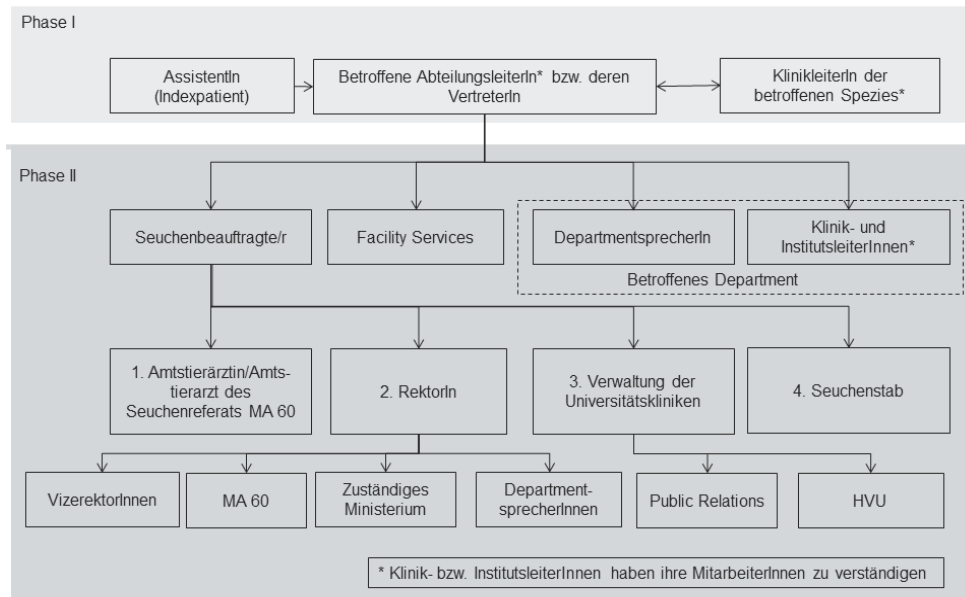 Phase I
AssistentIn
(Indexpatient)
Betroffene AbteilungsleiterIn* bzw. deren
VertreterIn
KlinikleiterIn der
betroffenen Spezies*
Phase II
Seuchenbeauftragte/r
Facility Services
DepartmentsprecherIn
Klinik- und
InstitutsleiterInnen*
Betroffenes Department
1. Amtstierärztin/Amts-
tierarzt des
Seuchenreferats MA 60
2. RektorIn
3. Verwaltung der
Universitätskliniken
4. Seuchenstab
VizerektorInnen
MA 60
Zuständiges
Ministerium
Department-
sprecherInnen
Public Relations
HVU
* Klinik- bzw. InstitutsleiterInnen haben ihre MitarbeiterInnen zu verständigen